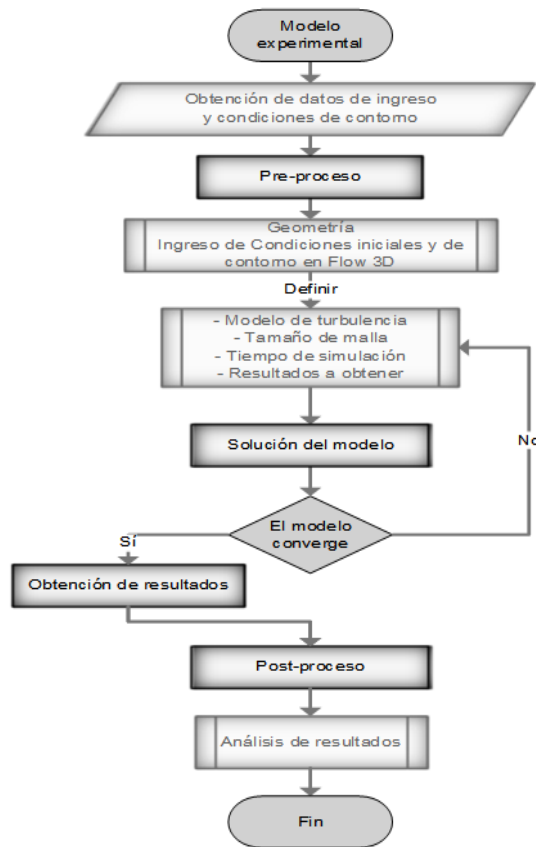 Modelo
experimental
Obtención de datos de ingreso
y condiciones de contorno
Pre-proceso
Geometría
Ingreso de Condiciones iniciales y de
contorno en Flow 3D
Definir
- Modelo de turbulencia
- Tamaño de malla
- Tiempo de simulación
- Resultados a obtener
Solución del modelo
No
El modelo
converge
Sí
Obtención de resultados
Post-proceso
Análisis de resultados
Fin